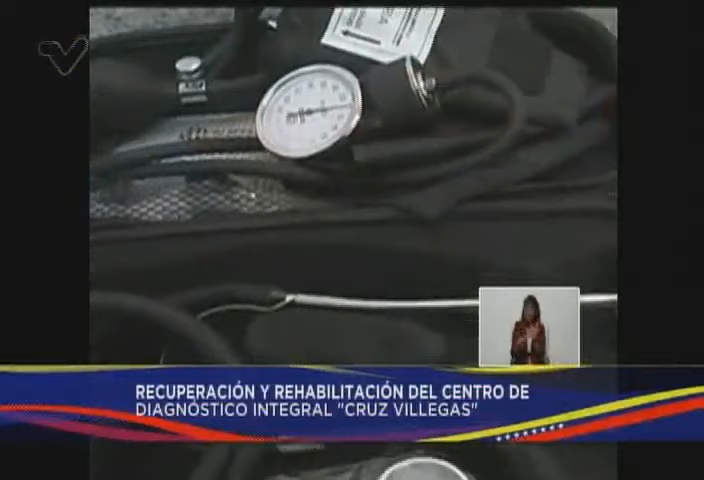 RECUPERACIÓN Y REHABILITACIÓN DEL CENTRO DE
DIAGNÓSTICO INTEGRAL "CRUZ VILLEGAS"